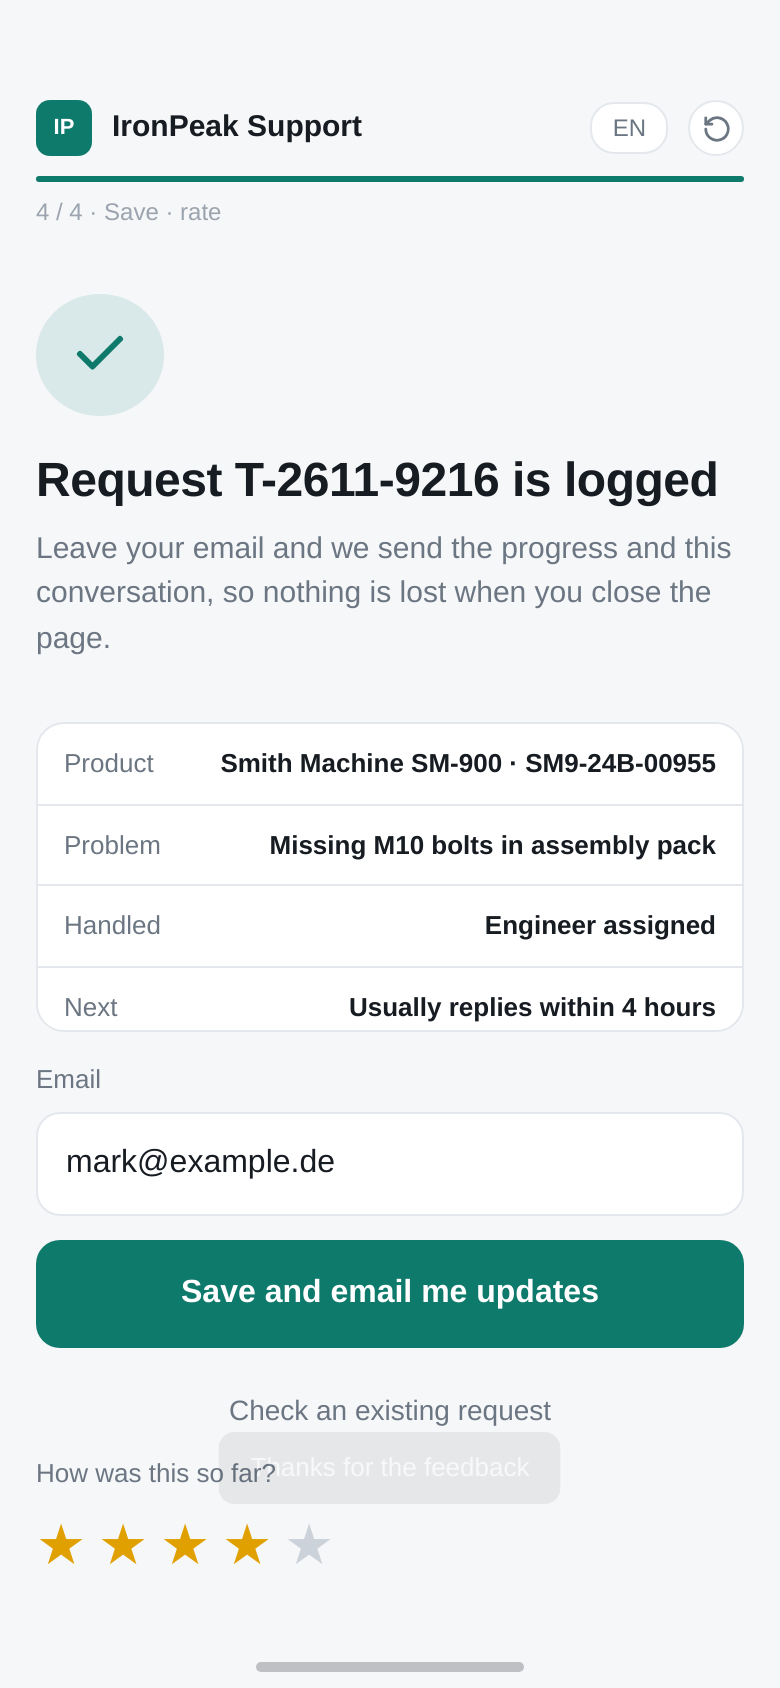 IP
IronPeak Support
EN
4 / 4 · Save · rate
Request T-2611-9216 is logged
Leave your email and we send the progress and this
conversation, so nothing is lost when you close the
page.
Product
Smith Machine SM-900 · SM9-24B-00955
Problem
Missing M10 bolts in assembly pack
Handled
Engineer assigned
Next
Usually replies within 4 hours
Email
mark@example.de
Save and email me updates
Check an existing request
Thanks for the feedback
How was this so far?